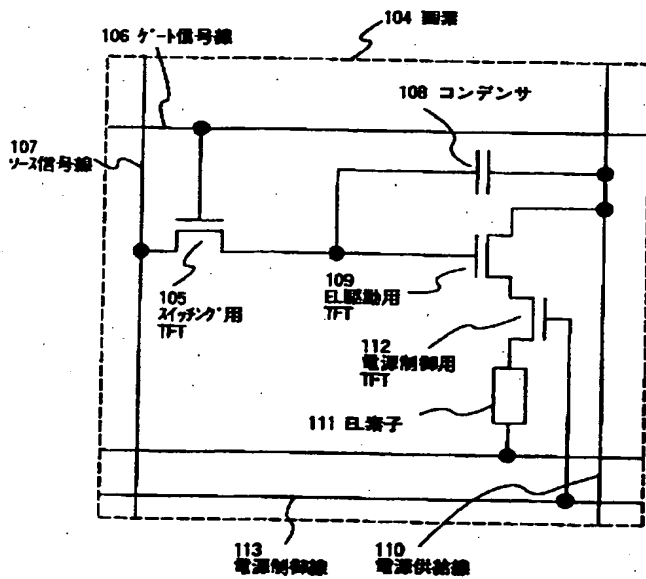 104 画素
106 ゲート信号線
108 コンデンサ
107
ソース信号線
109
EL駆動用
TFT
105
スイッチング用
TFT
112
電源制御用
TFT
111 EL素子
113
電源制御線
110
電源供給線